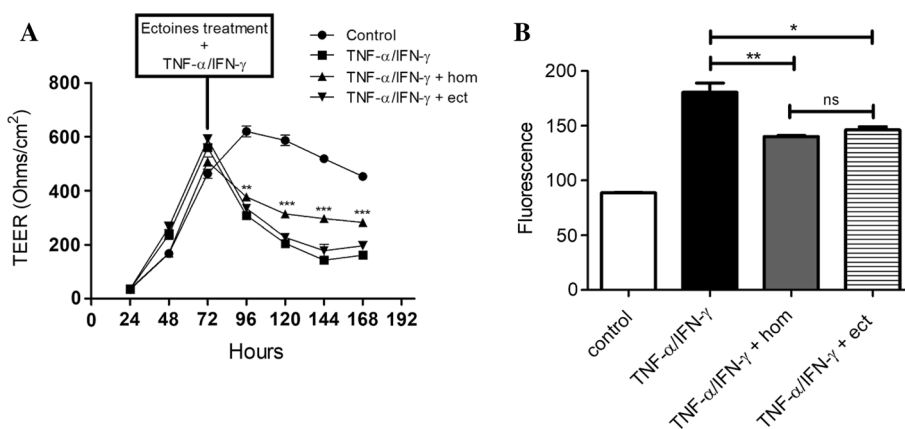 A
Ectoines treatment
+
TNF-α/IFN-γ
Control
TNF-α/IFN-γ
TNF-α/IFN-γ + hom
TNF-α/IFN-γ + ect
TEER (Ohms/cm²)
800
600
400
200
0
** *** *** ***
0 24 48 72 96 120 144 168 192
Hours
B
*
**
ns
Fluorescence
200
150
100
50
0
control
TNF-α/IFN-γ
TNF-α/IFN-γ + hom
TNF-α/IFN-γ + ect